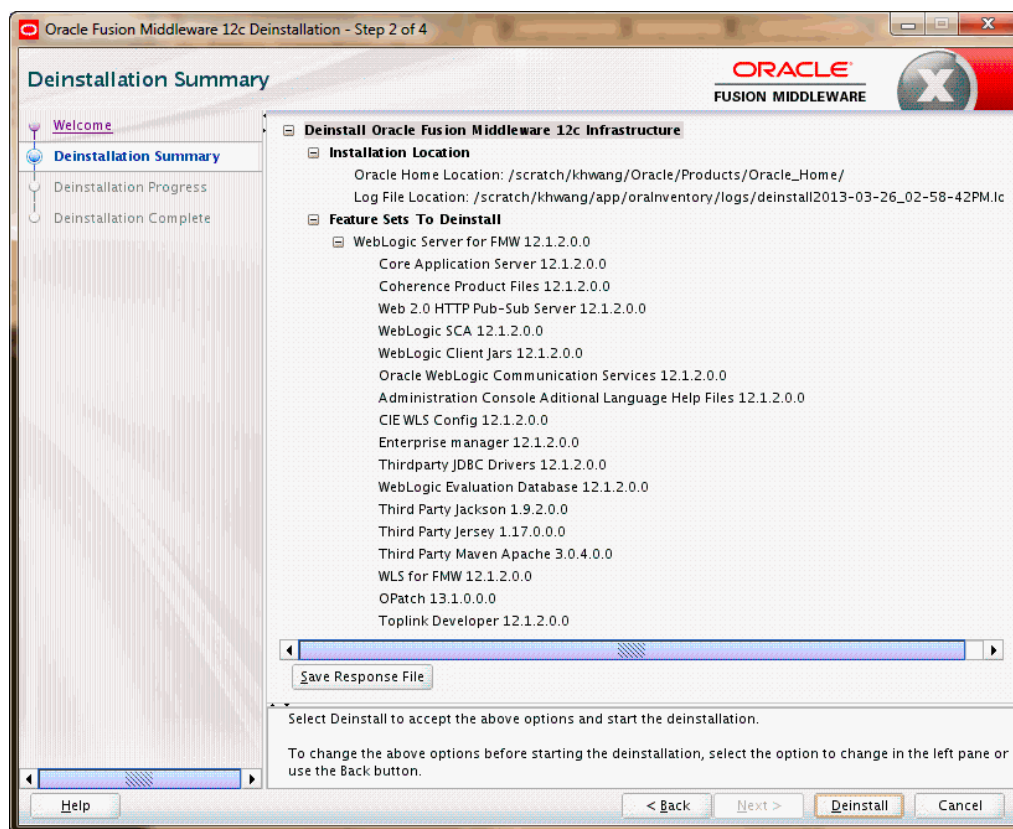 Oracle Fusion Middleware 12c Deinstallation - Step 2 of 4
Deinstallation Summary
ORACLE
FUSION MIDDLEWARE
Welcome
Deinstallation Summary
Deinstallation Progress
Deinstallation Complete
Deinstall Oracle Fusion Middleware 12c Infrastructure
Installation Location
Oracle Home Location: /scratch/khwang/Oracle/Products/Oracle_Home/
Log File Location: /scratch/khwang/app/oraInventory/logs/deinstall2013-03-26_02-58-42PM.lc
Feature Sets To Deinstall
WebLogic Server for FMW 12.1.2.0.0
Core Application Server 12.1.2.0.0
Coherence Product Files 12.1.2.0.0
Web 2.0 HTTP Pub-Sub Server 12.1.2.0.0
WebLogic SCA 12.1.2.0.0
WebLogic Client Jars 12.1.2.0.0
Oracle WebLogic Communication Services 12.1.2.0.0
Administration Console Aditional Language Help Files 12.1.2.0.0
CIE WLS Config 12.1.2.0.0
Enterprise manager 12.1.2.0.0
Thirdparty JDBC Drivers 12.1.2.0.0
WebLogic Evaluation Database 12.1.2.0.0
Third Party Jackson 1.9.2.0.0
Third Party Jersey 1.17.0.0.0
Third Party Maven Apache 3.0.4.0.0
WLS for FMW 12.1.2.0.0
OPatch 13.1.0.0.0
Toplink Developer 12.1.2.0.0
Save Response File
Select Deinstall to accept the above options and start the deinstallation.
To change the above options before starting the deinstallation, select the option to change in the left pane or
use the Back button.
Help
< Back
Next >
Deinstall
Cancel